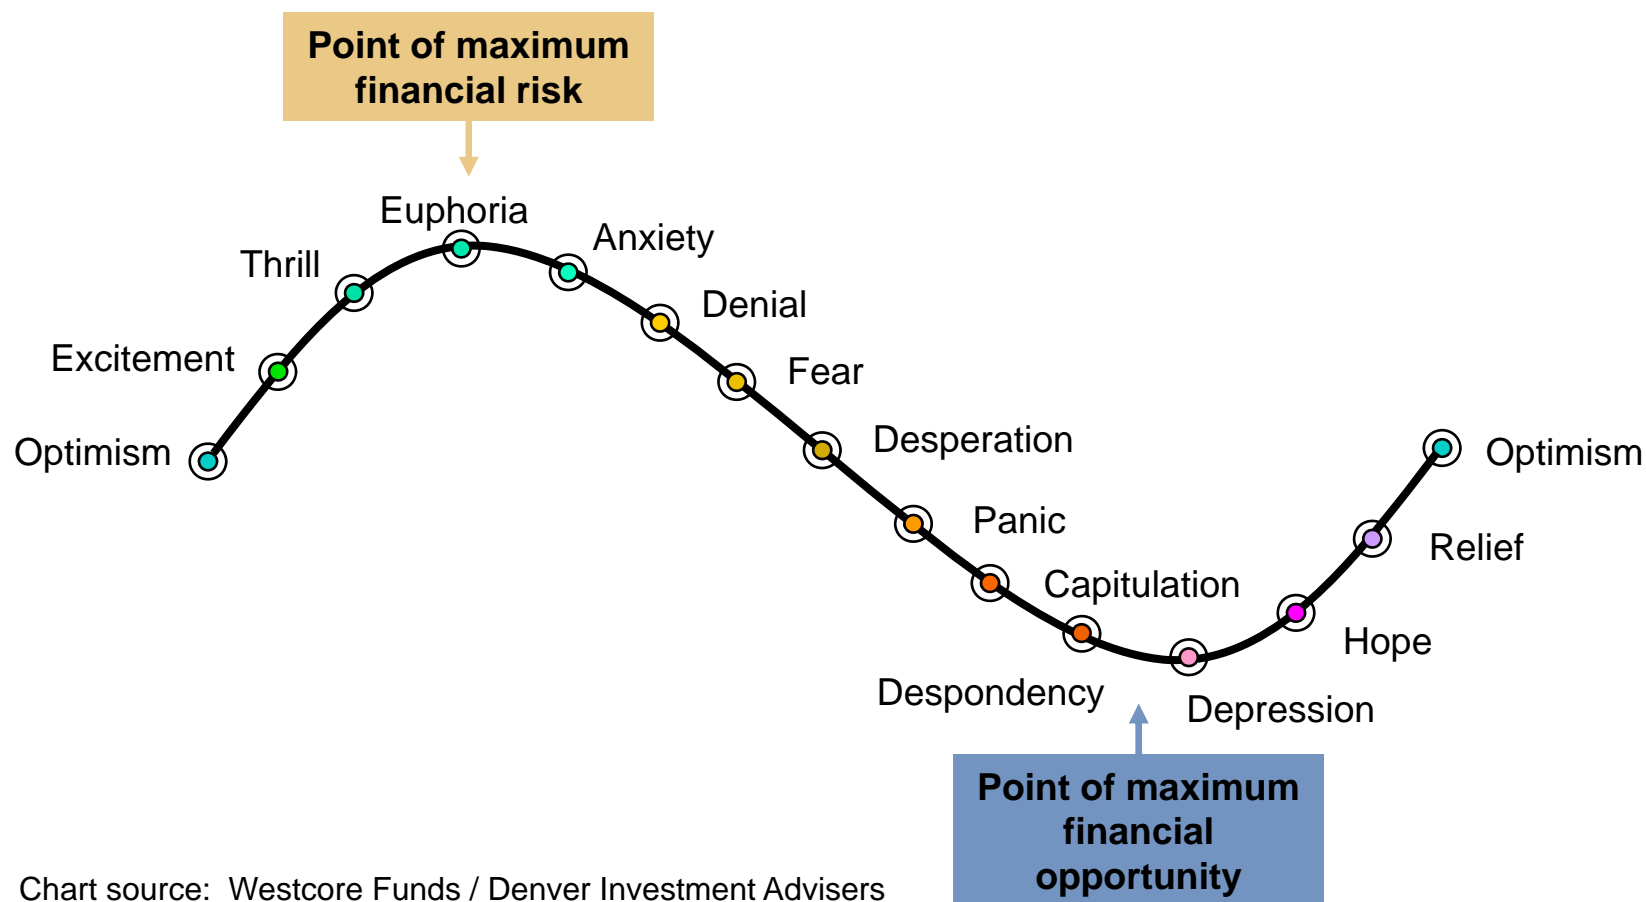 Point of maximum
financial risk
Euphoria
Anxiety
Thrill
Denial
Excitement
Fear
Optimism
Desperation
Optimism
Panic
Relief
Capitulation
Hope
Despondency
Depression
Point of maximum
financial
opportunity
Chart source: Westcore Funds / Denver Investment Advisers